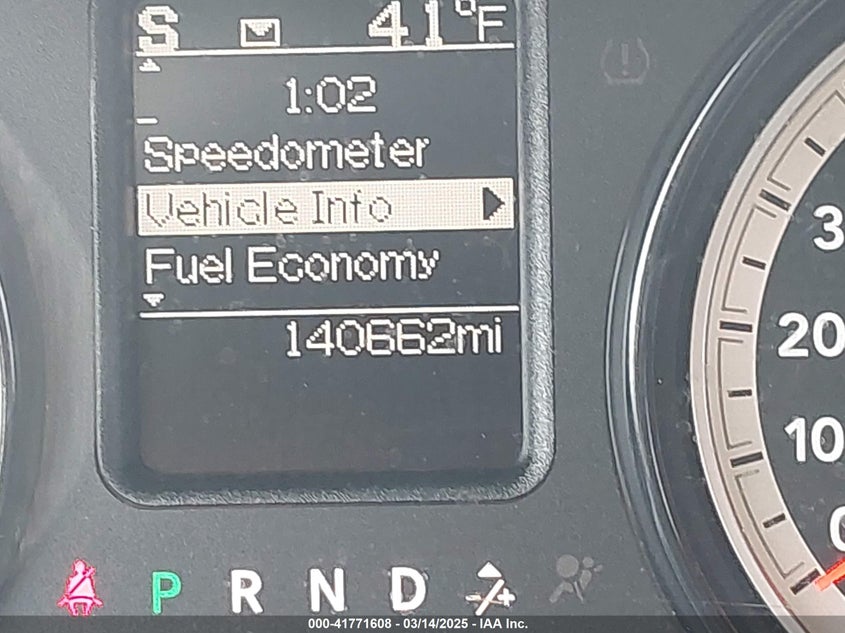 S 41°F
1:02
Speedometer
Vehicle Info
Fuel Economy
140662mi
3
20
10
0
P R N D -/+
000-41771608 - 03/14/2025 - IAA Inc.